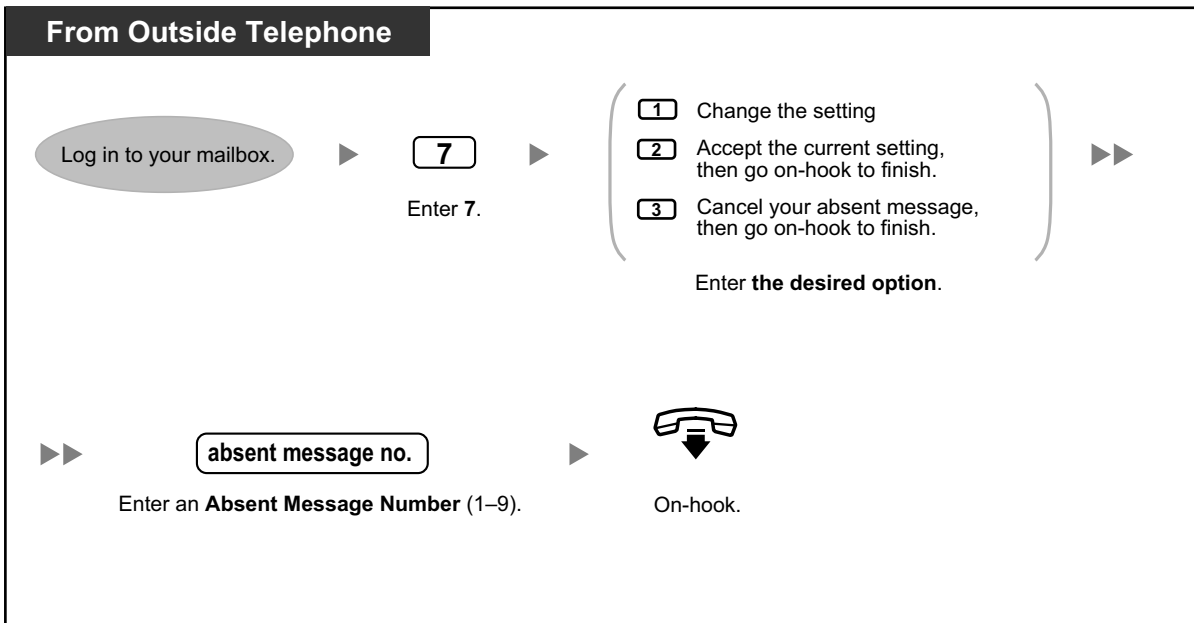 From Outside Telephone
Log in to your mailbox.
7
Enter 7.
1 Change the setting
2 Accept the current setting,
then go on-hook to finish.
3 Cancel your absent message,
then go on-hook to finish.
Enter the desired option.
absent message no.
Enter an Absent Message Number (1–9).
On-hook.